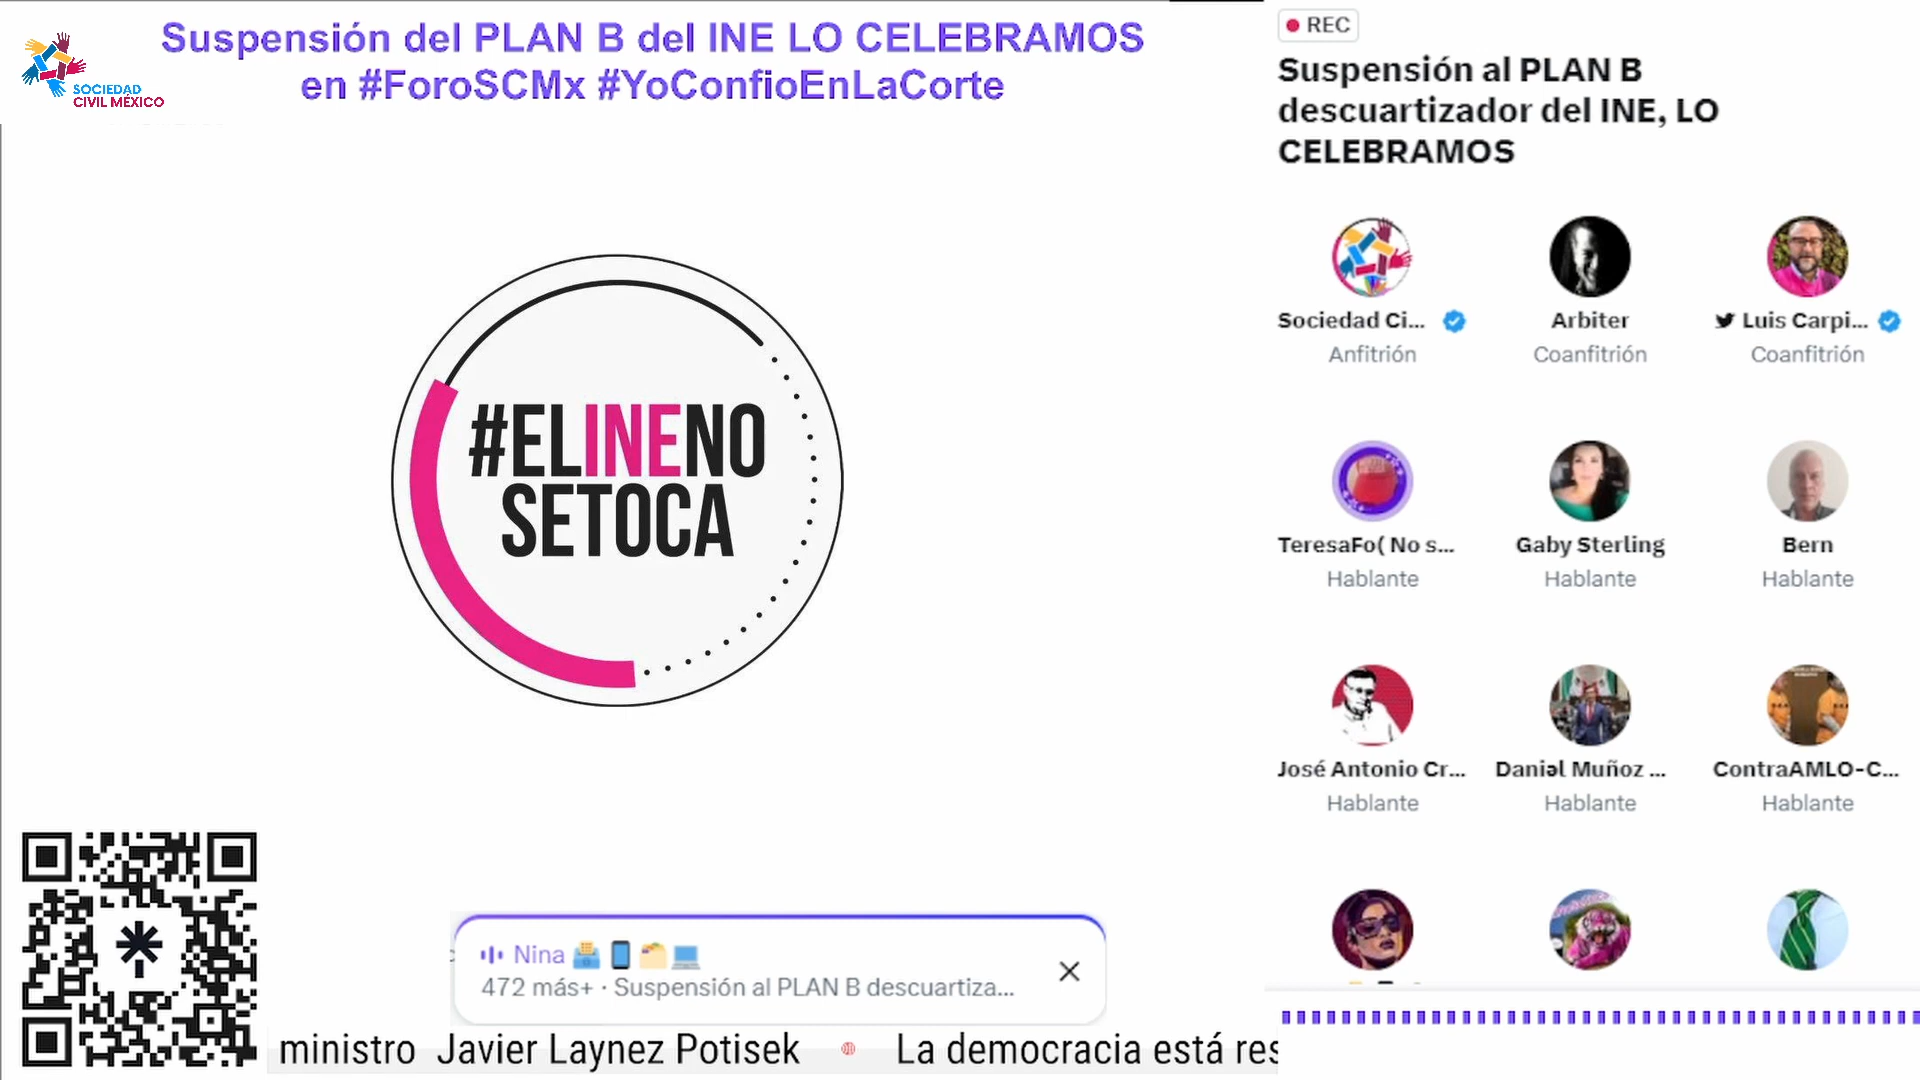 SOCIEDAD
CIVIL MÉXICO
Suspensión del PLAN B del INE LO CELEBRAMOS
en #ForoSCMx #YoConfioEnLaCorte
#ELINENO
SETOCA
Nina
472 más+ · Suspensión al PLAN B descuartiza...
ministro Javier Laynez Potisek
La democracia está res
REC
Suspensión al PLAN B
descuartizador del INE, LO
CELEBRAMOS
Sociedad Ci...
Anfitrión
Arbiter
Coanfitrión
Luis Carpi...
Coanfitrión
TeresaFo( No s...
Hablante
Gaby Sterling
Hablante
Bern
Hablante
José Antonio Cr...
Hablante
Daniəl Muñoz ...
Hablante
ContraAMLO-C...
Hablante